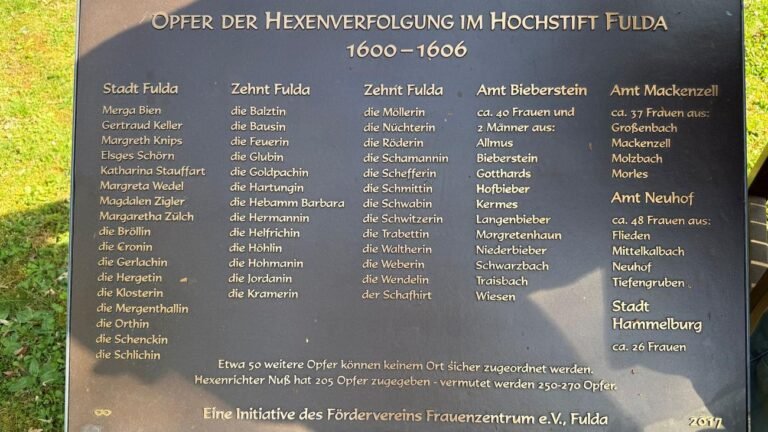 OPFER DER HEXENVERFOLGUNG IM HOCHSTIFT FULDA
1600 – 1606
Stadt Fulda
Merga Bien
Gertraud Keller
Margreth Knips
Elsges Schörn
Katharina Stauffart
Margreta Wedel
Magdalen Zigler
Margaretha Zülch
die Bröllin
die Cronin
die Gerlachin
die Hergetin
die Klosterin
die Mergenthallin
die Orthin
die Schenckin
die Schlichin
Zehnt Fulda
die Balztin
die Bausin
die Feuerin
die Glubin
die Goldpachin
die Hartungin
die Hebamm Barbara
die Hermannin
die Helfrichin
die Höhlin
die Hohmanin
die Jordanin
die Kramerin
Zehnt Fulda
die Möllerin
die Nüchterin
die Röderin
die Schamannin
die Schefferin
die Schmittin
die Schwabin
die Schwitzerin
die Trabettin
die Waltherin
die Weberin
die Wendelin
der Schafhirt
Amt Bieberstein
ca. 40 Frauen und
2 Männer aus:
Allmus
Bieberstein
Gotthards
Hofbieber
Kermes
Langenbieber
Margretenhaun
Niederbieber
Schwarzbach
Traisbach
Wiesen
Amt Mackenzell
ca. 37 Frauen aus:
Großenbach
Mackenzell
Molzbach
Morles
Amt Neuhof
ca. 48 Frauen aus:
Flieden
Mittelkalbach
Neuhof
Tiefengruben
Stadt
Hammelburg
ca. 26 Frauen
Etwa 50 weitere Opfer können keinem Ort sicher zugeordnet werden.
Hexenrichter Nuß hat 205 Opfer zugegeben - vermutet werden 250-270 Opfer.
Eine Initiative des Fördervereins Frauenzentrum e.V., Fulda
2017